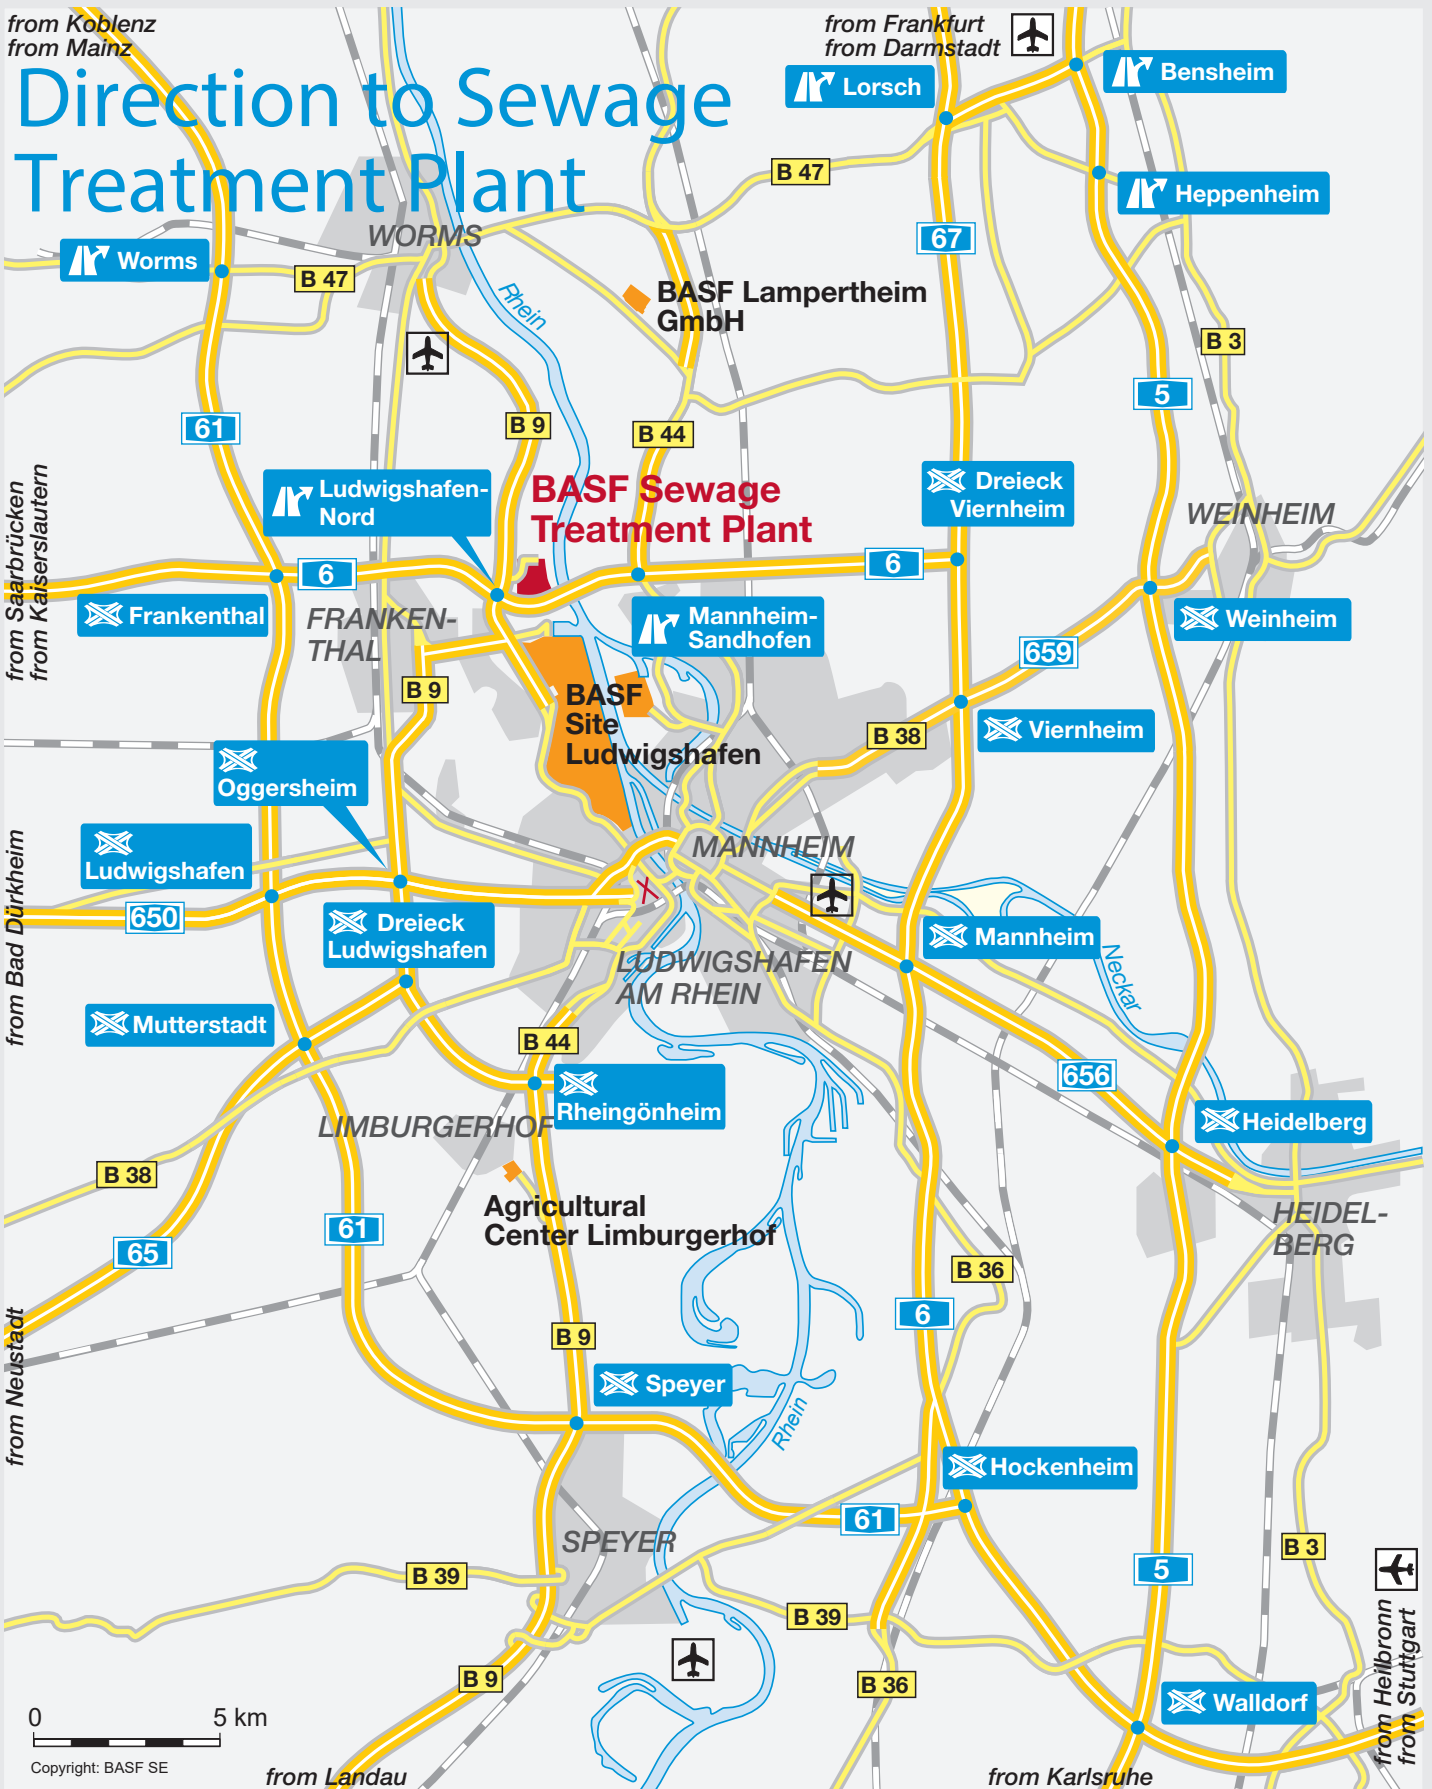 from Koblenz
from Mainz
from Frankfurt
from Darmstadt
Direction to Sewage
Treatment Plant
Lorsch
Bensheim
B 47
Heppenheim
WORMS
67
Worms
B 47
Rhein
BASF Lampertheim
GmbH
B 3
5
61
B 9
B 44
from Saarbrücken
from Kaiserslautern
Ludwigshafen-
Nord
BASF Sewage
Treatment Plant
Dreieck
Viernheim
WEINHEIM
6
6
Frankenthal
FRANKEN-
THAL
Mannheim-
Sandhofen
Weinheim
659
B 9
BASF
Site
Ludwigshafen
B 38
Viernheim
Oggersheim
from Bad Dürkheim
Ludwigshafen
MANNHEIM
650
Dreieck
Ludwigshafen
Mannheim
LUDWIGSHAFEN
AM RHEIN
Neckar
Mutterstadt
B 44
656
Rheingönheim
LIMBURGERHOF
Heidelberg
B 38
Agricultural
Center Limburgerhof
HEIDEL-
BERG
61
65
B 36
6
from Neustadt
B 9
Speyer
Rhein
Hockenheim
61
SPEYER
B 3
B 39
5
B 39
from Heilbronn
from Stuttgart
B 9
B 36
Walldorf
0 5 km
Copyright: BASF SE
from Landau
from Karlsruhe